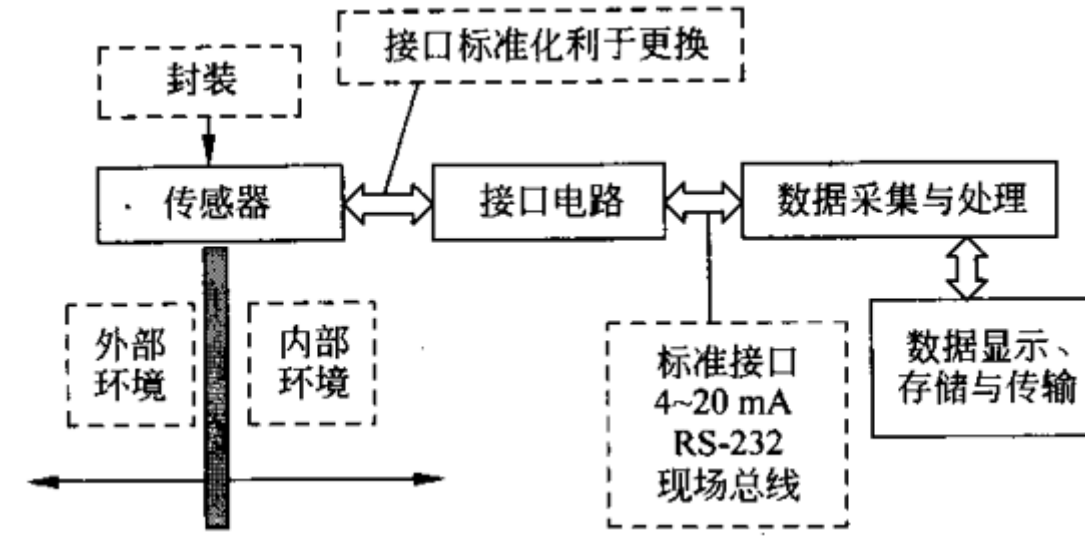 接口标准化利于更换
封装
传感器
接口电路
数据采集与处理
外部
环境
内部
环境
标准接口
4~20 mA
RS-232
现场总线
数据显示、
存储与传输